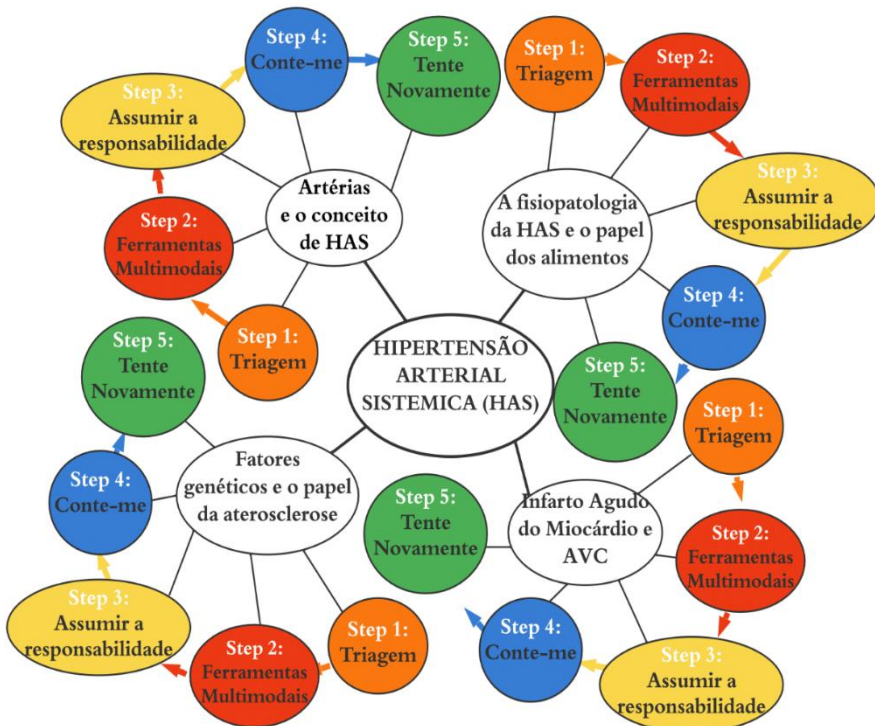 HIPERTENSÃO
ARTERIAL
SISTEMICA (HAS)
Artérias
e o conceito
de HAS
Step 1:
Triagem
Step 2:
Ferramentas
Multimodais
Step 3:
Assumir a
responsabilidade
Step 4:
Conte-me
Step 5:
Tente
Novamente
A fisiopatologia
da HAS e o papel
dos alimentos
Step 1:
Triagem
Step 2:
Ferramentas
Multimodais
Step 3:
Assumir a
responsabilidade
Step 4:
Conte-me
Step 5:
Tente
Novamente
Fatores
genéticos e o papel
da aterosclerose
Step 1:
Triagem
Step 2:
Ferramentas
Multimodais
Step 3:
Assumir a
responsabilidade
Step 4:
Conte-me
Step 5:
Tente
Novamente
Infarto Agudo
do Miocárdio e
AVC
Step 1:
Triagem
Step 2:
Ferramentas
Multimodais
Step 3:
Assumir a
responsabilidade
Step 4:
Conte-me
Step 5:
Tente
Novamente